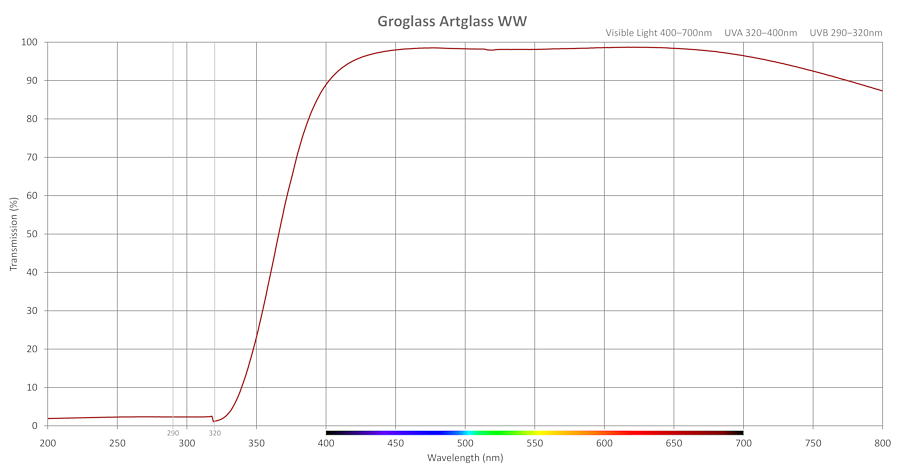 Groglass Artglass WW
Visible Light 400–700nm UVA 320–400nm UVB 290–320nm
100
90
80
70
60
50
40
30
20
10
0
Transmission (%)
290 320
200 250 300 350 400 450 500 550 600 650 700 750 800
Wavelength (nm)